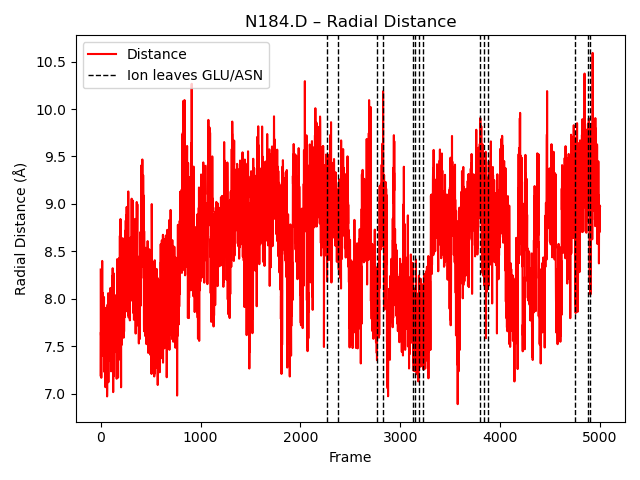 N184.D – Radial Distance
Distance
Ion leaves GLU/ASN
Radial Distance (Å)
10.5
10.0
9.5
9.0
8.5
8.0
7.5
7.0
0
1000
2000
3000
4000
5000
Frame